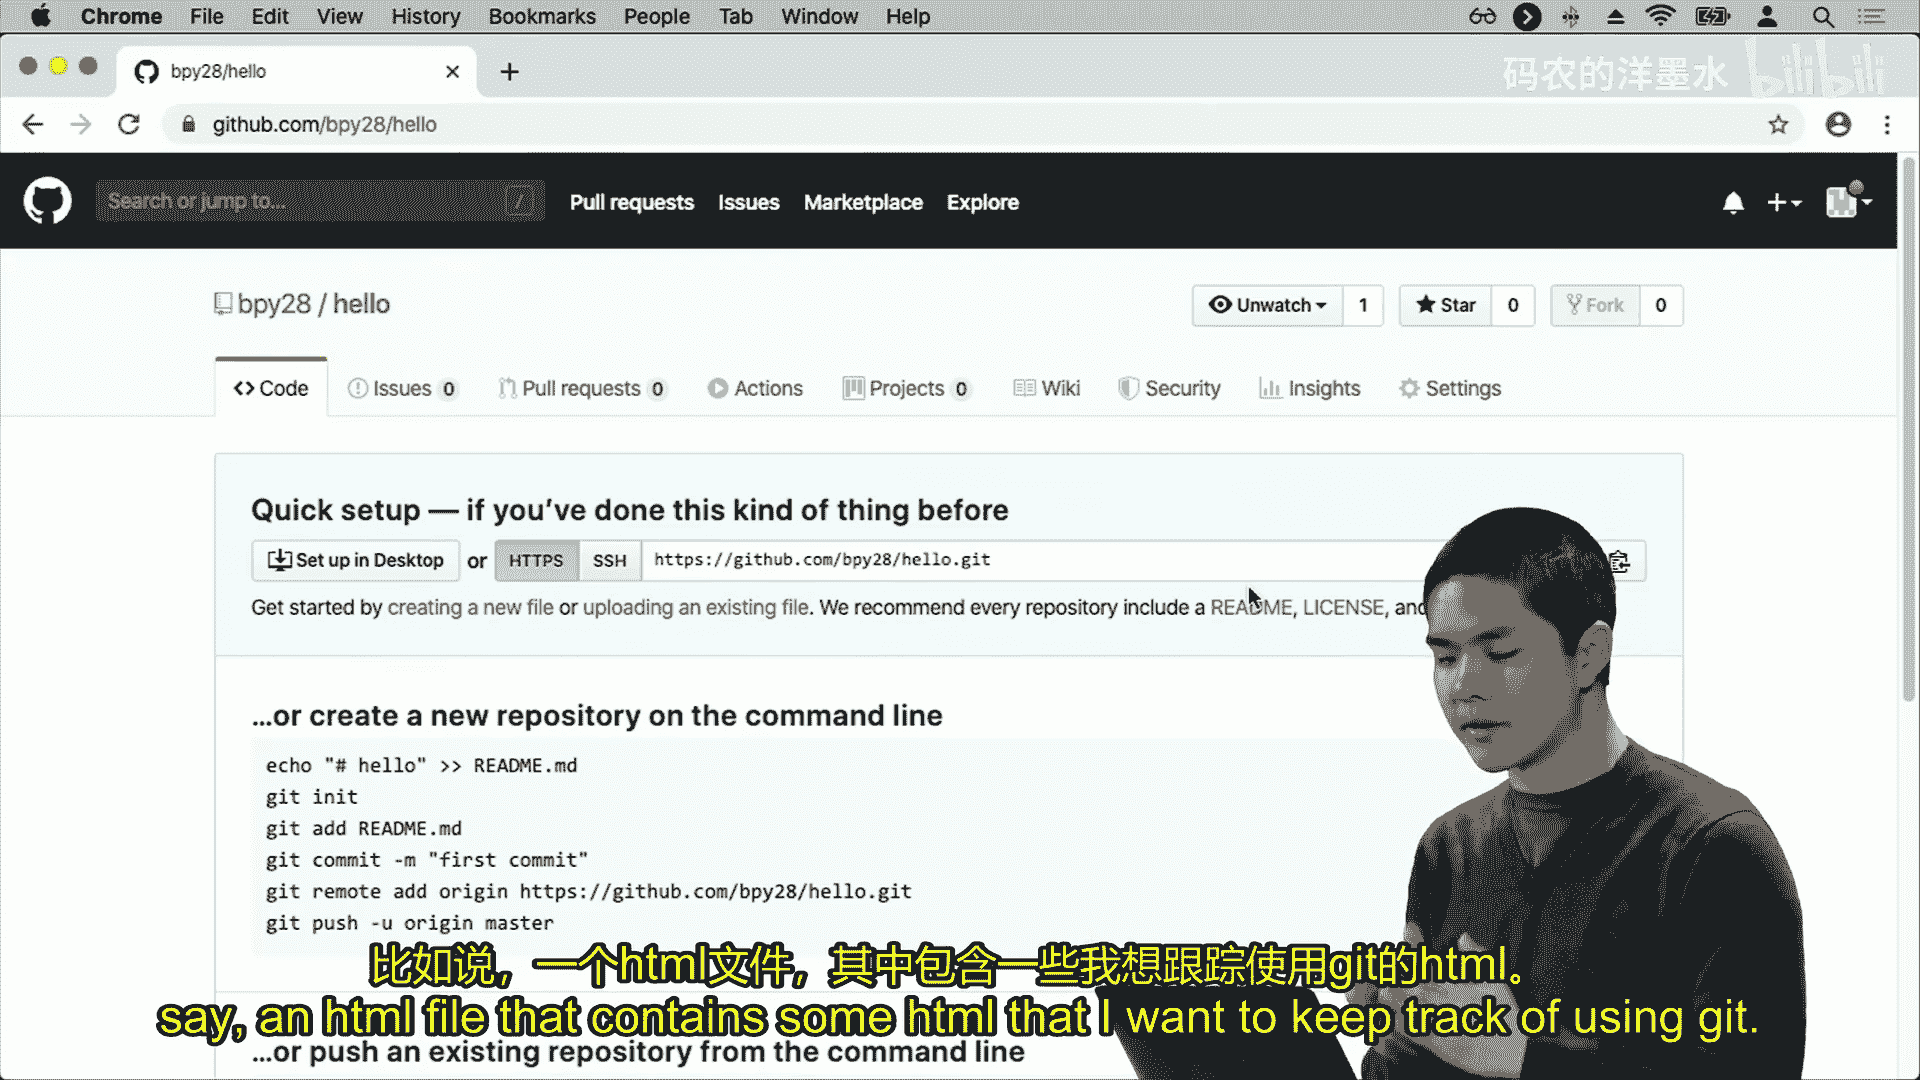 Chrome File Edit View History Bookmarks People Tab Window Help
bpy28/hello
码农的洋墨水 bilibili
github.com/bpy28/hello
Search or jump to... /
Pull requests Issues Marketplace Explore
bpy28 / hello
Unwatch 1 Star 0 Fork 0
Code Issues 0 Pull requests 0 Actions Projects 0 Wiki Security Insights Settings
Quick setup — if you’ve done this kind of thing before
Set up in Desktop or HTTPS SSH https://github.com/bpy28/hello.git
Get started by creating a new file or uploading an existing file. We recommend every repository include a README, LICENSE, and
…or create a new repository on the command line
echo "# hello" >> README.md
git init
git add README.md
git commit -m "first commit"
git remote add origin https://github.com/bpy28/hello.git
git push -u origin master
比如说，一个html文件，其中包含一些我想跟踪使用git的html。
say, an html file that contains some html that I want to keep track of using git.
…or push an existing repository from the command line